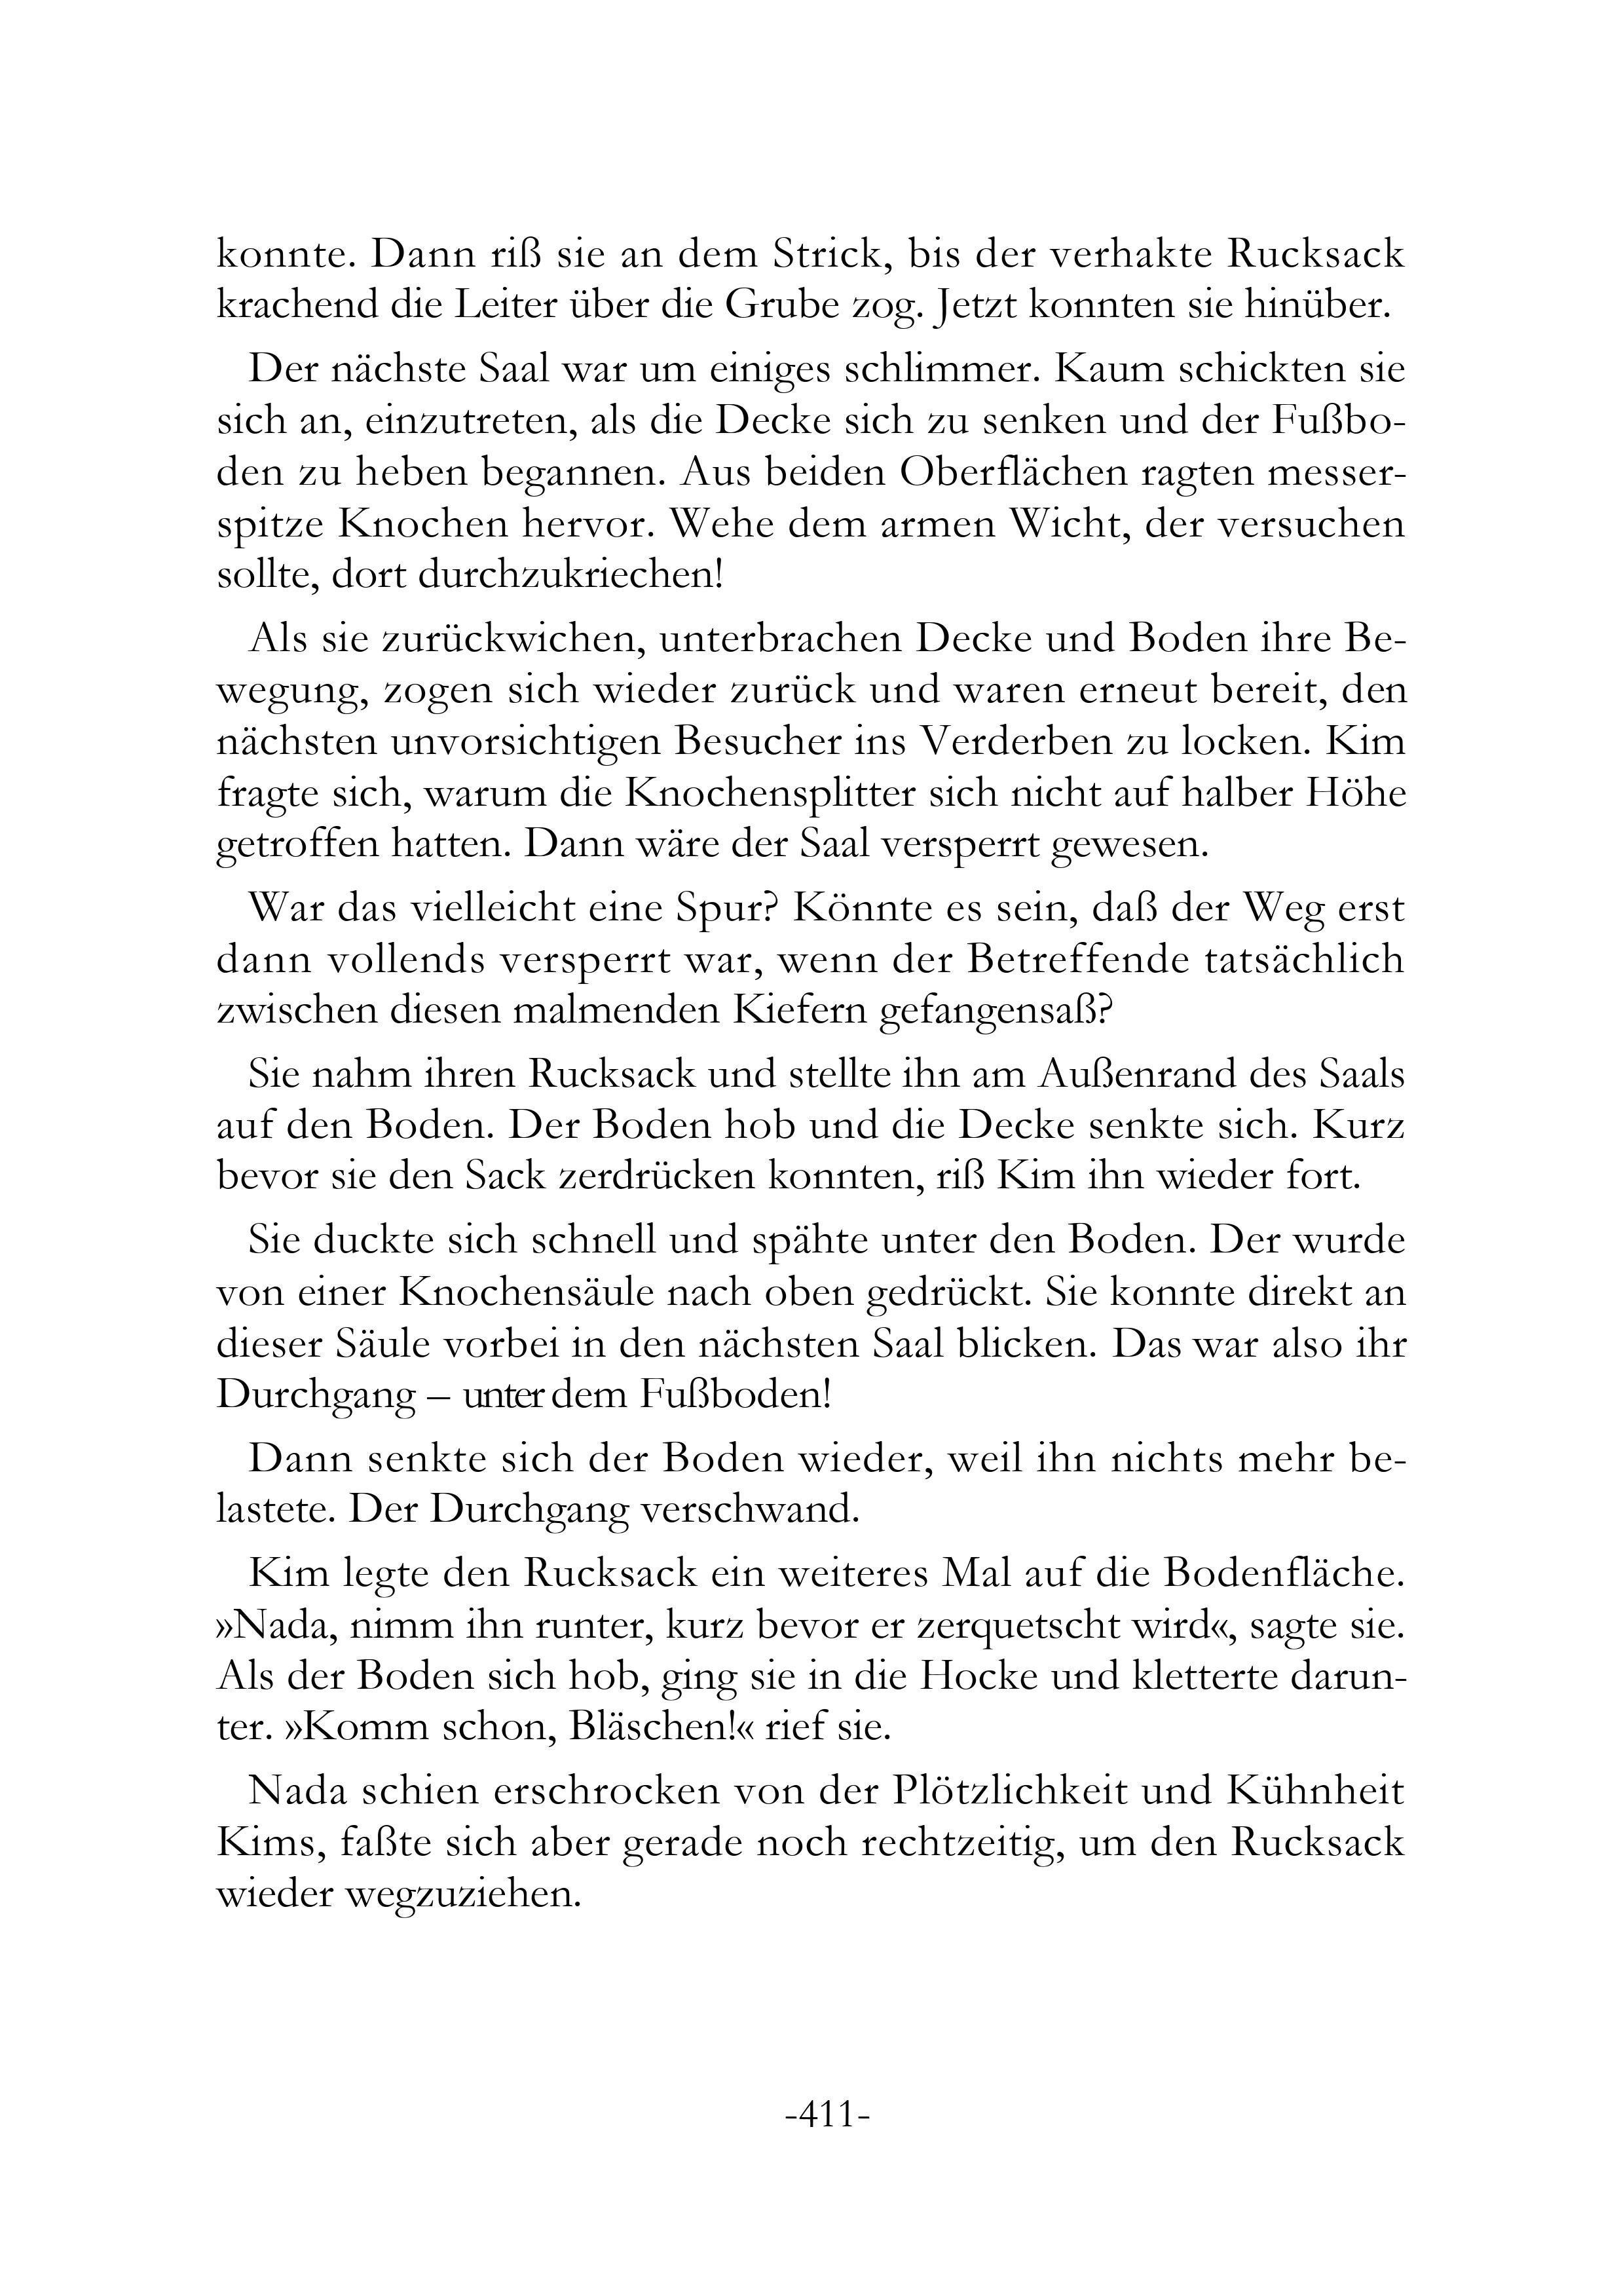 konnte. Dann riß sie an dem Strick, bis der verhakte Rucksack
krachend die Leiter über die Grube zog. Jetzt konnten sie hinüber.
Der nächste Saal war um einiges schlimmer. Kaum schickten sie
sich an, einzutreten, als die Decke sich zu senken und der Fußbo-
den zu heben begannen. Aus beiden Oberflächen ragten messer-
spitze Knochen hervor. Wehe dem armen Wicht, der versuchen
sollte, dort durchzukriechen!
Als sie zurückwichen, unterbrachen Decke und Boden ihre Be-
wegung, zogen sich wieder zurück und waren erneut bereit, den
nächsten unvorsichtigen Besucher ins Verderben zu locken. Kim
fragte sich, warum die Knochensplitter sich nicht auf halber Höhe
getroffen hatten. Dann wäre der Saal versperrt gewesen.
War das vielleicht eine Spur? Könnte es sein, daß der Weg erst
dann vollends versperrt war, wenn der Betreffende tatsächlich
zwischen diesen malmenden Kiefern gefangensaß?
Sie nahm ihren Rucksack und stellte ihn am Außenrand des Saals
auf den Boden. Der Boden hob und die Decke senkte sich. Kurz
bevor sie den Sack zerdrücken konnten, riß Kim ihn wieder fort.
Sie duckte sich schnell und spähte unter den Boden. Der wurde
von einer Knochensäule nach oben gedrückt. Sie konnte direkt an
dieser Säule vorbei in den nächsten Saal blicken. Das war also ihr
Durchgang – unter dem Fußboden!
Dann senkte sich der Boden wieder, weil ihn nichts mehr be-
lastete. Der Durchgang verschwand.
Kim legte den Rucksack ein weiteres Mal auf die Bodenfläche.
»Nada, nimm ihn runter, kurz bevor er zerquetscht wird«, sagte sie.
Als der Boden sich hob, ging sie in die Hocke und kletterte darun-
ter. »Komm schon, Bläschen!« rief sie.
Nada schien erschrocken von der Plötzlichkeit und Kühnheit
Kims, faßte sich aber gerade noch rechtzeitig, um den Rucksack
wieder wegzuziehen.
-411-